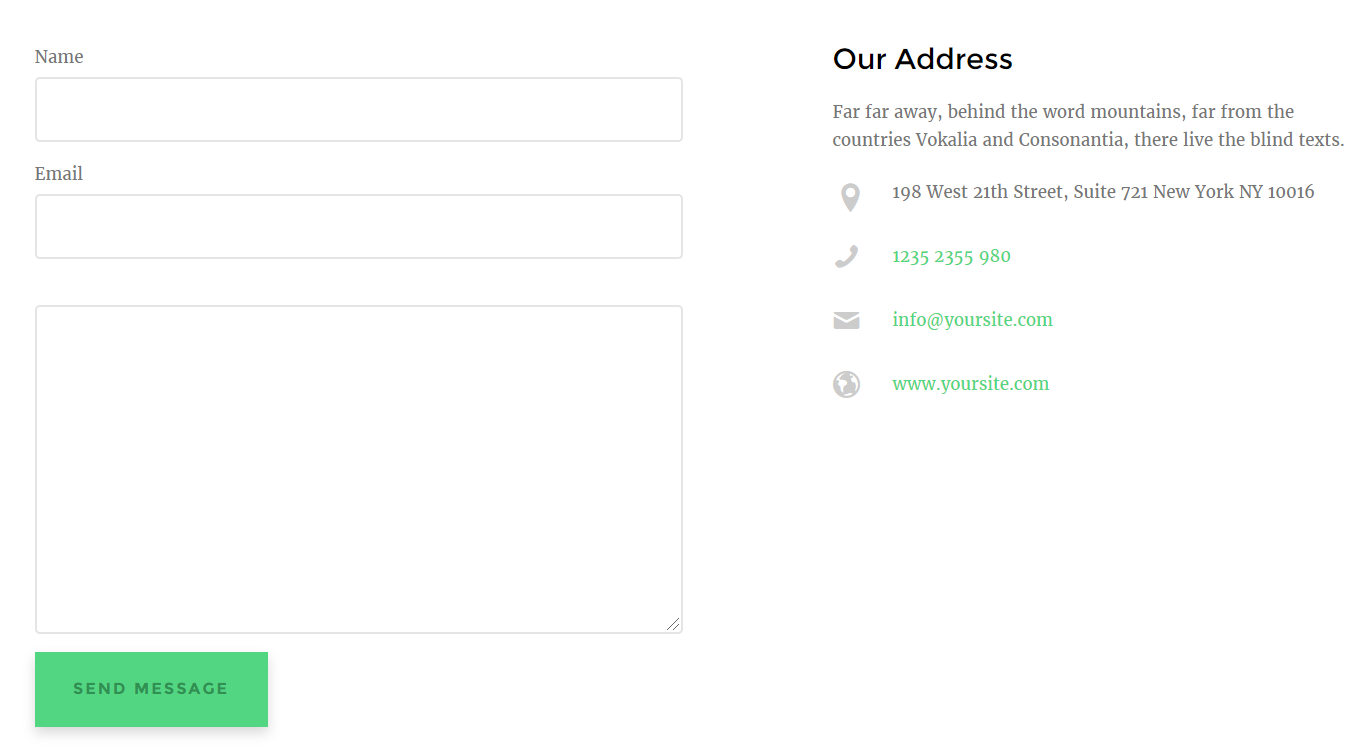 Name
Email
SEND MESSAGE
Our Address
Far far away, behind the word mountains, far from the
countries Vokalia and Consonantia, there live the blind texts.
198 West 21th Street, Suite 721 New York NY 10016
1235 2355 980
info@yoursite.com
www.yoursite.com